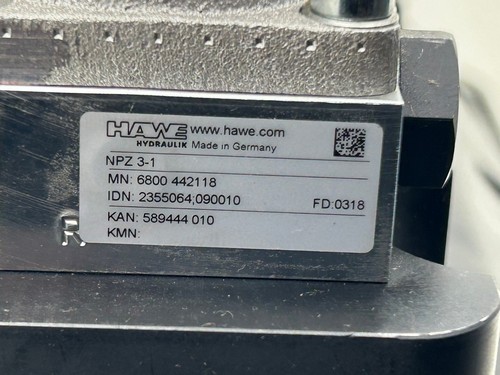 HAWE www.hawe.com
HYDRAULIK Made in Germany
NPZ 3-1
MN: 6800 442118
IDN: 2355064;090010 FD:0318
KAN: 589444 010
KMN:
R.